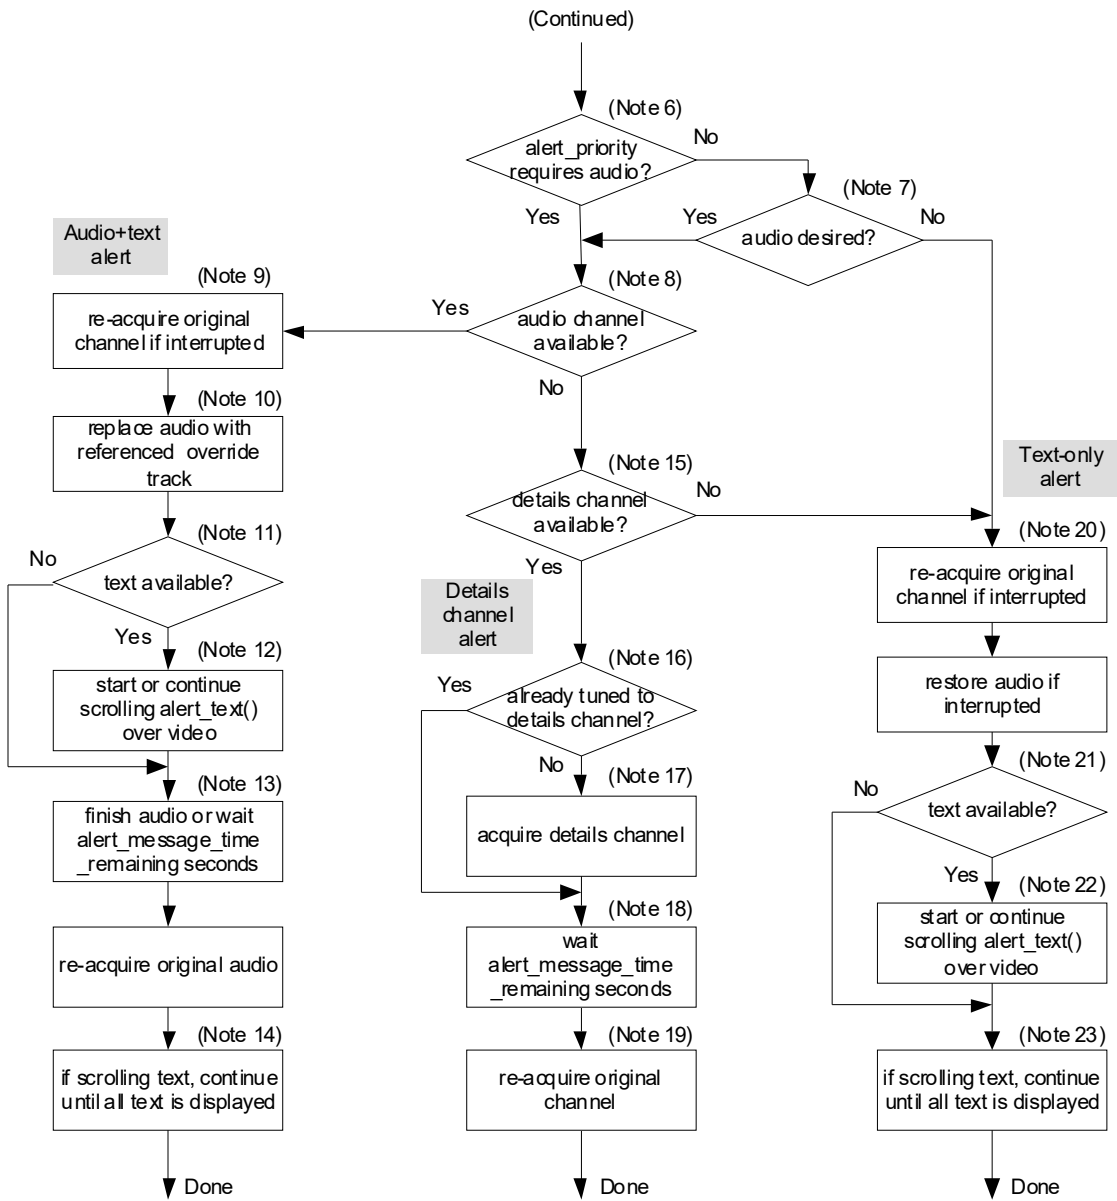 (Continued)
(Note 6)
alert_priority
requires audio?
No
Yes
(Note 7)
audio desired?
Yes
No
(Note 8)
audio channel
available?
Yes
No
Audio+text
alert
(Note 9)
re-acquire original
channel if interrupted
(Note 10)
replace audio with
referenced override
track
(Note 11)
text available?
No
Yes
(Note 12)
start or continue
scrolling alert_text()
over video
(Note 13)
finish audio or wait
alert_message_time
_remaining seconds
re-acquire original audio
(Note 14)
if scrolling text, continue
until all text is displayed
Done
(Note 15)
details channel
available?
No
Yes
Details
channel
alert
(Note 16)
already tuned to
details channel?
Yes
No
(Note 17)
acquire details channel
(Note 18)
wait
alert_message_time
_remaining seconds
(Note 19)
re-acquire original
channel
Done
Text-only
alert
(Note 20)
re-acquire original
channel if interrupted
restore audio if
interrupted
(Note 21)
text available?
No
Yes
(Note 22)
start or continue
scrolling alert_text()
over video
(Note 23)
if scrolling text, continue
until all text is displayed
Done